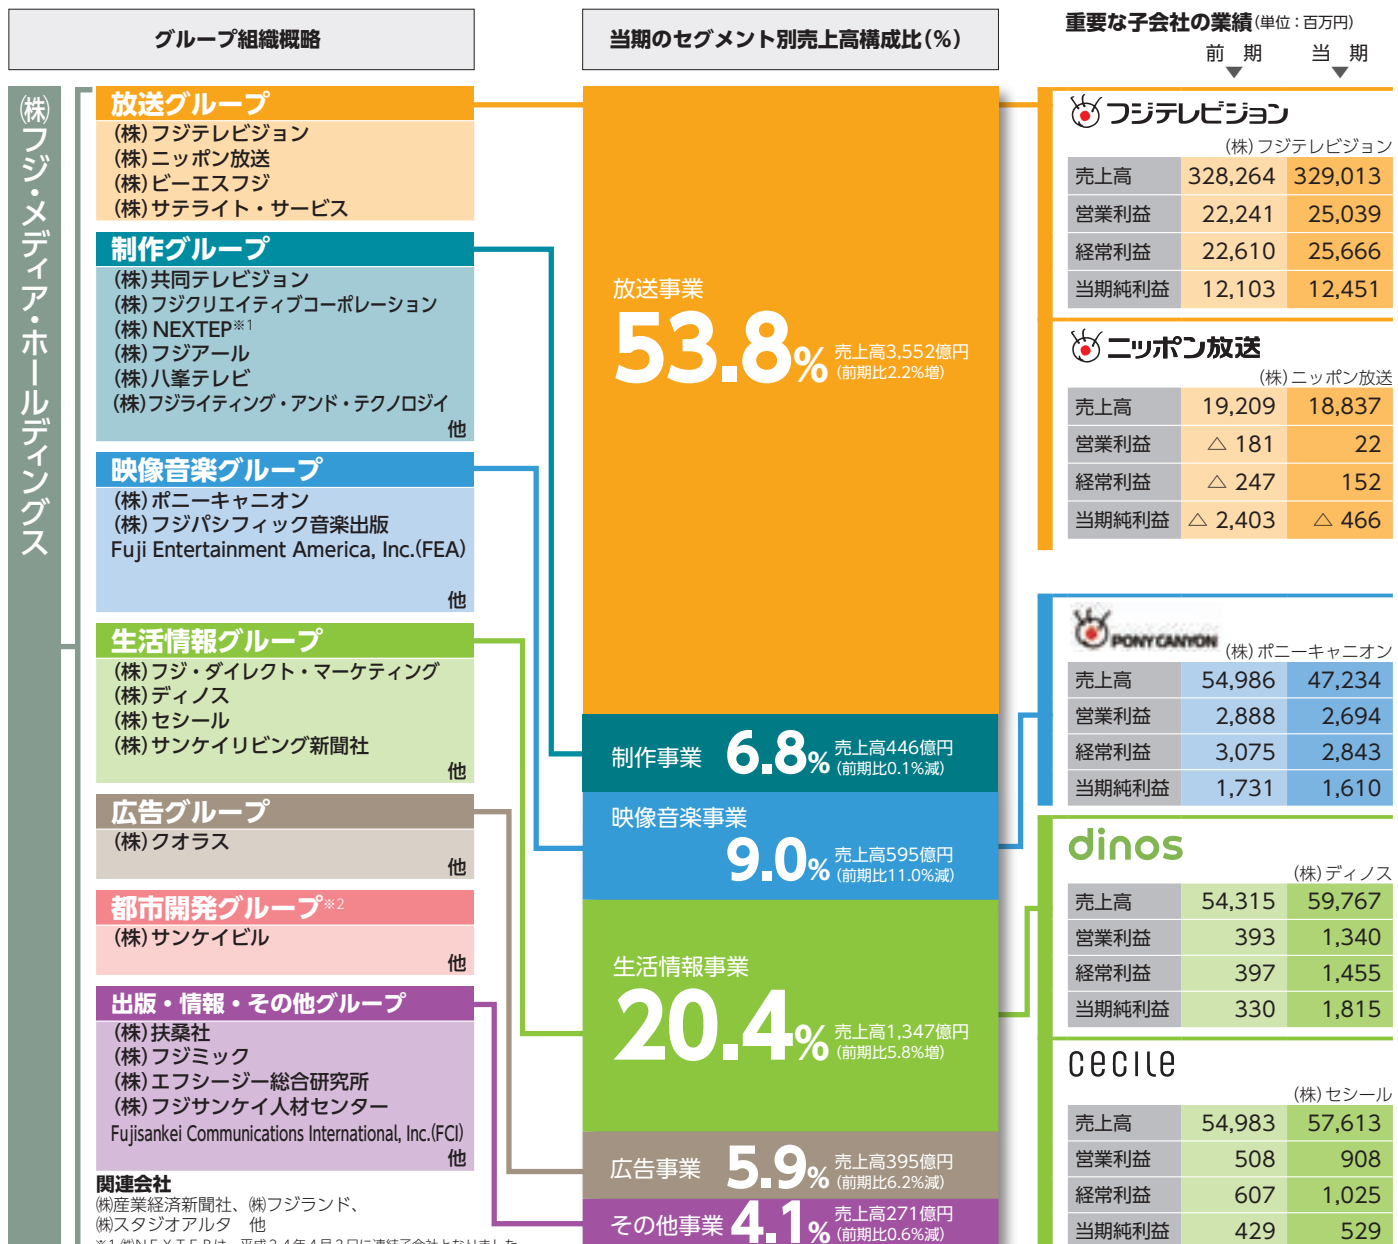 グループ組織概略
(株)フジ・メディア・ホールディングス
放送グループ
(株)フジテレビジョン
(株)ニッポン放送
(株)ビーエスフジ
(株)サテライト・サービス
制作グループ
(株)共同テレビジョン
(株)フジクリエイティブコーポレーション
(株)NEXTEP※1
(株)フジアール
(株)八峯テレビ
(株)フジライティング・アンド・テクノロジイ
他
映像音楽グループ
(株)ポニーキャニオン
(株)フジパシフィック音楽出版
Fuji Entertainment America, Inc.(FEA)
他
生活情報グループ
(株)フジ・ダイレクト・マーケティング
(株)ディノス
(株)セシール
(株)サンケイリビング新聞社
他
広告グループ
(株)クオラス
他
都市開発グループ※2
(株)サンケイビル
他
出版・情報・その他グループ
(株)扶桑社
(株)フジミック
(株)エフシージー総合研究所
(株)フジサンケイ人材センター
Fujisankei Communications International, Inc.(FCI)
他
関連会社
㈱産業経済新聞社、㈱フジランド、
㈱スタジオアルタ 他
※1 ㈱NEXTEPは、平成24年4月2日に連結子会社となりました
当期のセグメント別売上高構成比(%)
放送事業
53.8% 売上高3,552億円
(前期比2.2%増)
制作事業 6.8% 売上高446億円
(前期比0.1%減)
映像音楽事業
9.0% 売上高595億円
(前期比11.0%減)
生活情報事業
20.4% 売上高1,347億円
(前期比5.8%増)
広告事業 5.9% 売上高395億円
(前期比6.2%減)
その他事業 4.1% 売上高271億円
(前期比0.6%減)
重要な子会社の業績(単位：百万円)
前 期 当 期
フジテレビジョン
(株)フジテレビジョン
売上高 328,264 329,013
営業利益 22,241 25,039
経常利益 22,610 25,666
当期純利益 12,103 12,451
ニッポン放送
(株)ニッポン放送
売上高 19,209 18,837
営業利益 △ 181 22
経常利益 △ 247 152
当期純利益 △ 2,403 △ 466
PONY CANYON
(株)ポニーキャニオン
売上高 54,986 47,234
営業利益 2,888 2,694
経常利益 3,075 2,843
当期純利益 1,731 1,610
dinos
(株)ディノス
売上高 54,315 59,767
営業利益 393 1,340
経常利益 397 1,455
当期純利益 330 1,815
cecile
(株)セシール
売上高 54,983 57,613
営業利益 508 908
経常利益 607 1,025
当期純利益 429 529